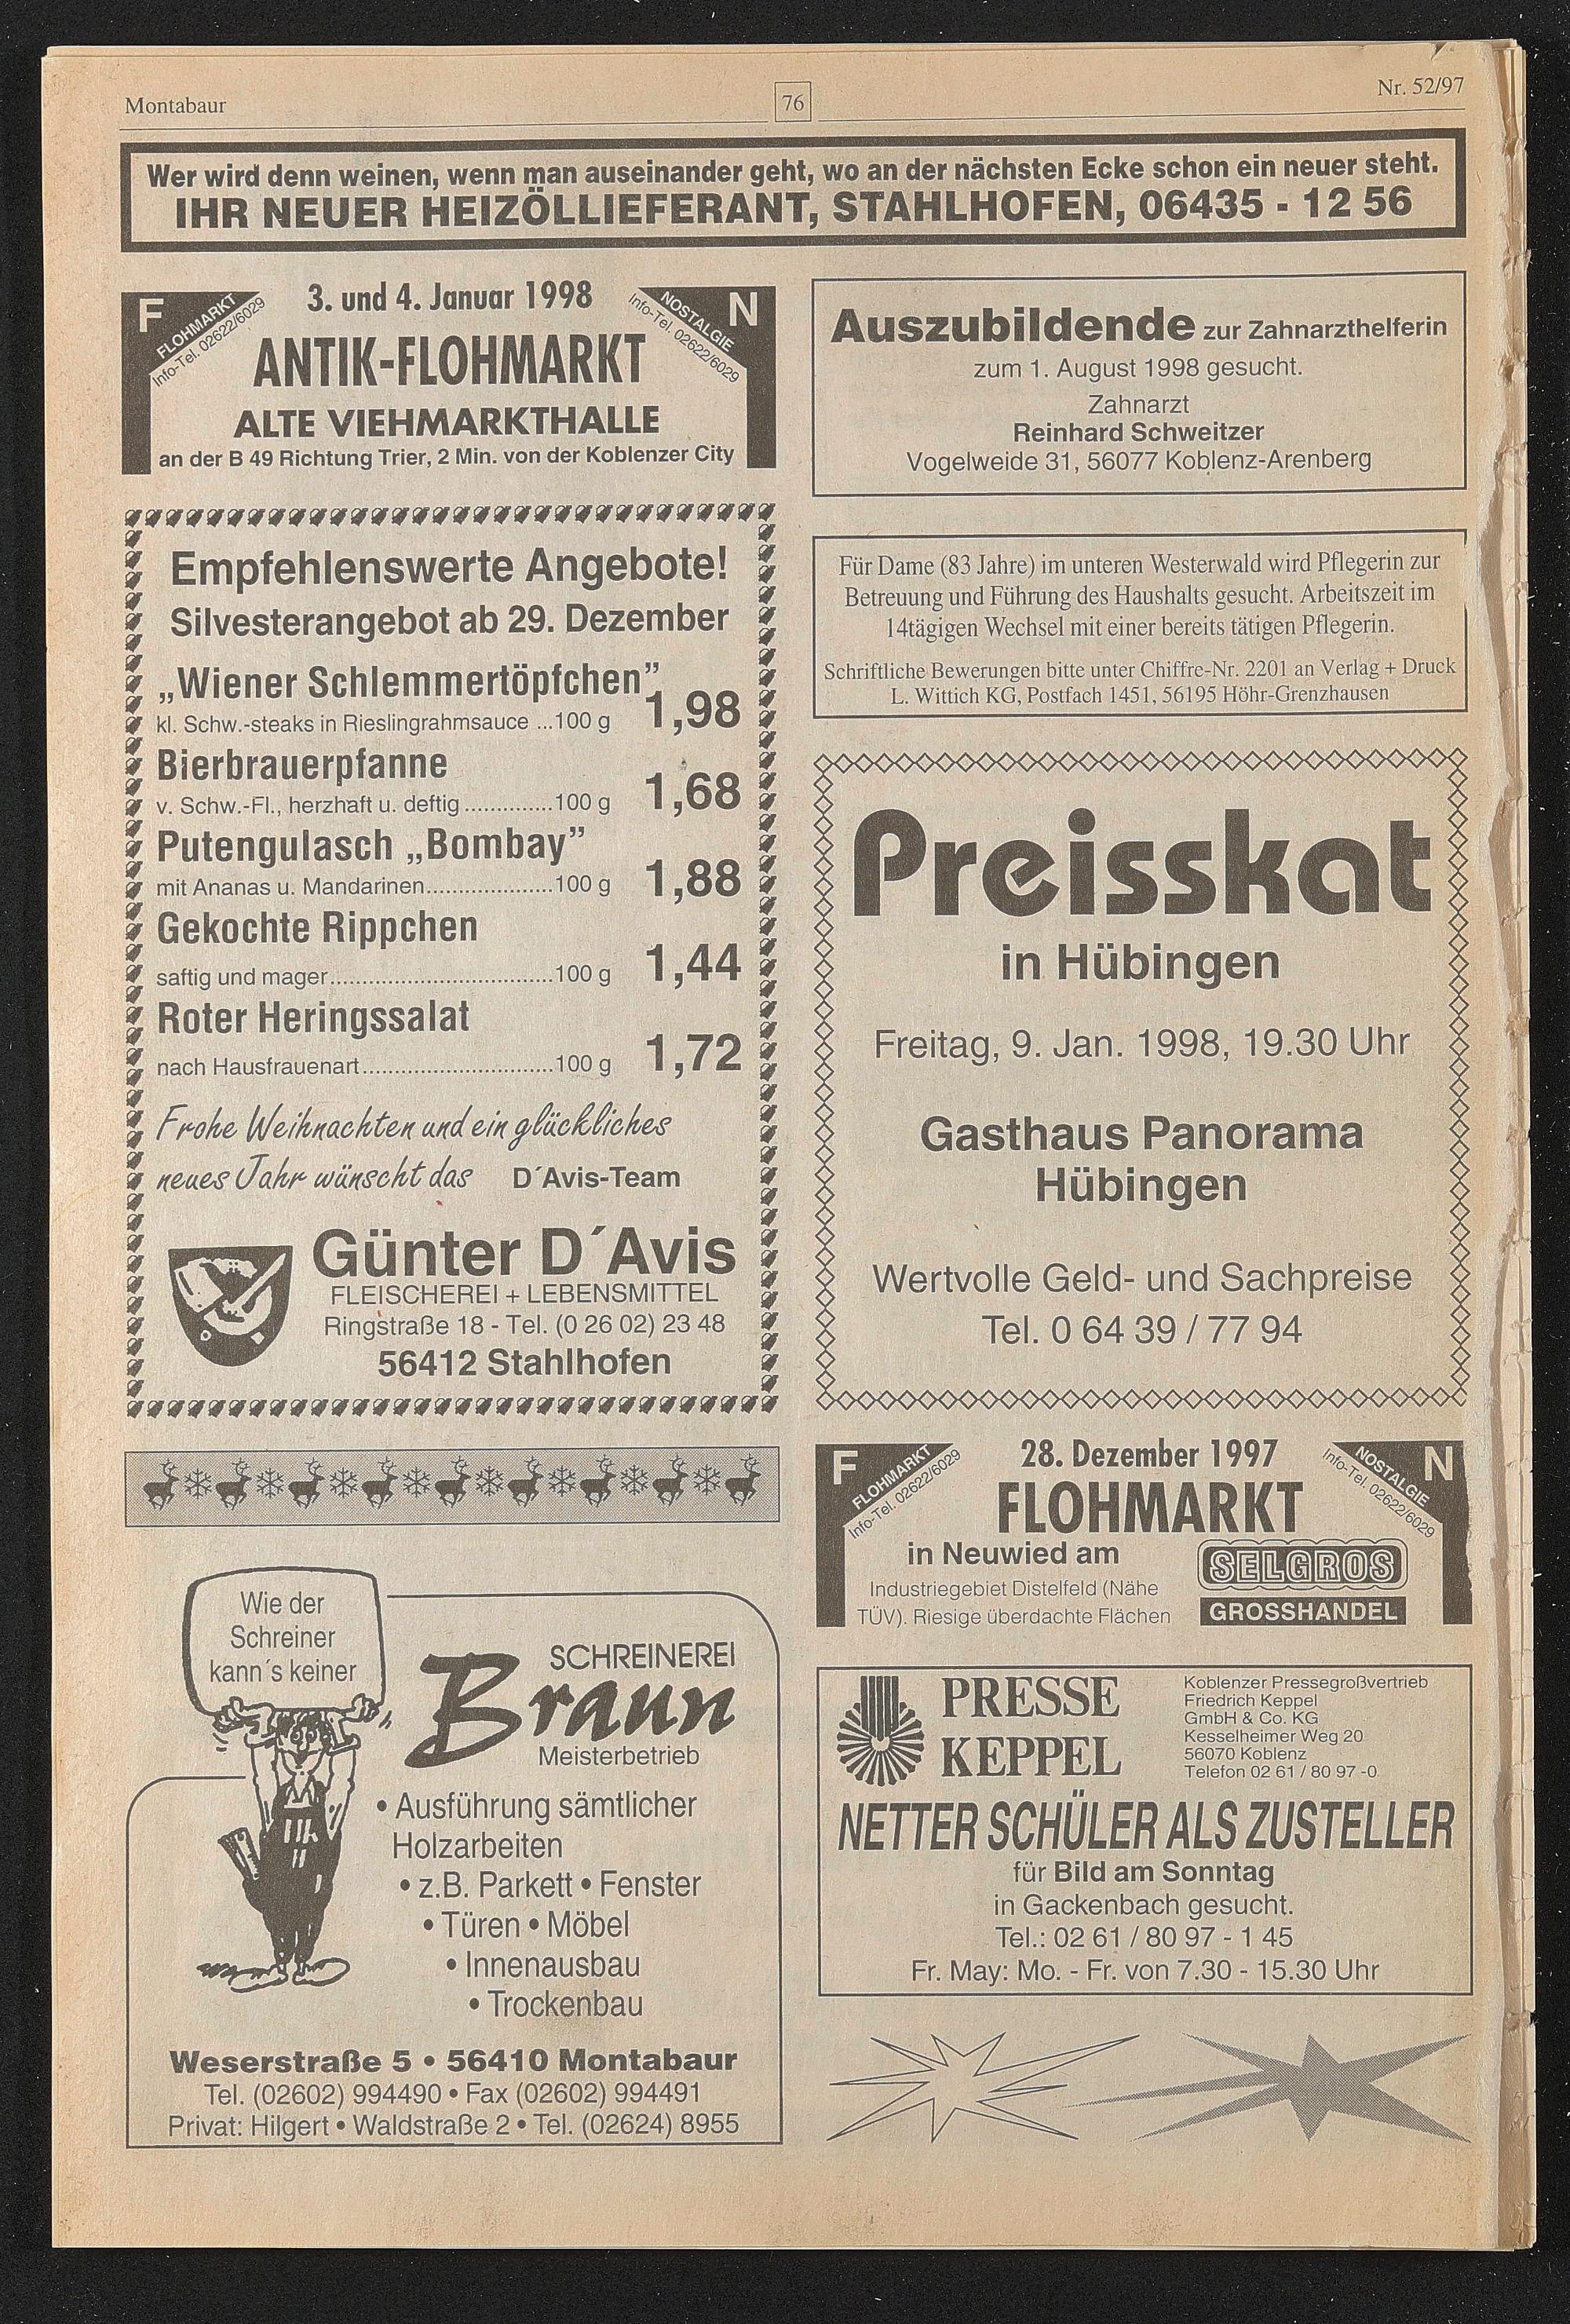 Montabaur
76
Nr. 52/97
Wer wird denn weinen, wenn man auseinander geht, wo an der nächsten Ecke schon ein neuer steht.
IHR NEUER HEIZÖLLIEFERANT, STAHLHOFEN, 06435 - 12 56
F
FLOHMARKT
Info-Tel. 02622/6029
3. und 4. Januar 1998
NOSTALGIE
Info-Tel. 02622/6029
N
ANTIK-FLOHMARKT
ALTE VIEHMARKTHALLE
an der B 49 Richtung Trier, 2 Min. von der Koblenzer City
Empfehlenswerte Angebote!
Silvesterangebot ab 29. Dezember
„Wiener Schlemmertöpfchen”
kl. Schw.-steaks in Rieslingrahmsauce ...100 g 1,98
Bierbrauerpfanne
v. Schw.-Fl., herzhaft u. deftig ..............100 g 1,68
Putengulasch „Bombay”
mit Ananas u. Mandarinen....................100 g 1,88
Gekochte Rippchen
saftig und mager...................................100 g 1,44
Roter Heringssalat
nach Hausfrauenart..............................100 g 1,72
Frohe Weihnachten und ein glückliches
neues Jahr wünscht das D´Avis-Team
Günter D´Avis
FLEISCHEREI + LEBENSMITTEL
Ringstraße 18 - Tel. (0 26 02) 23 48
56412 Stahlhofen
Wie der
Schreiner
kann´s keiner
SCHREINEREI
Braun
Meisterbetrieb
• Ausführung sämtlicher
Holzarbeiten
• z.B. Parkett • Fenster
• Türen • Möbel
• Innenausbau
• Trockenbau
Weserstraße 5 • 56410 Montabaur
Tel. (02602) 994490 • Fax (02602) 994491
Privat: Hilgert • Waldstraße 2 • Tel. (02624) 8955
Auszubildende zur Zahnarzthelferin
zum 1. August 1998 gesucht.
Zahnarzt
Reinhard Schweitzer
Vogelweide 31, 56077 Koblenz-Arenberg
Für Dame (83 Jahre) im unteren Westerwald wird Pflegerin zur
Betreuung und Führung des Haushalts gesucht. Arbeitszeit im
14tägigen Wechsel mit einer bereits tätigen Pflegerin.
Schriftliche Bewerungen bitte unter Chiffre-Nr. 2201 an Verlag + Druck
L. Wittich KG, Postfach 1451, 56195 Höhr-Grenzhausen
Preisskat
in Hübingen
Freitag, 9. Jan. 1998, 19.30 Uhr
Gasthaus Panorama
Hübingen
Wertvolle Geld- und Sachpreise
Tel. 0 64 39 / 77 94
F
FLOHMARKT
Info-Tel. 02622/6029
28. Dezember 1997
NOSTALGIE
Info-Tel. 02622/6029
N
FLOHMARKT
in Neuwied am
Industriegebiet Distelfeld (Nähe
TÜV). Riesige überdachte Flächen
SELGROS
GROSSHANDEL
PRESSE
KEPPEL
Koblenzer Pressegroßvertrieb
Friedrich Keppel
GmbH & Co. KG
Kesselheimer Weg 20
56070 Koblenz
Telefon 02 61 / 80 97 -0
NETTER SCHÜLER ALS ZUSTELLER
für Bild am Sonntag
in Gackenbach gesucht.
Tel.: 02 61 / 80 97 - 1 45
Fr. May: Mo. - Fr. von 7.30 - 15.30 Uhr